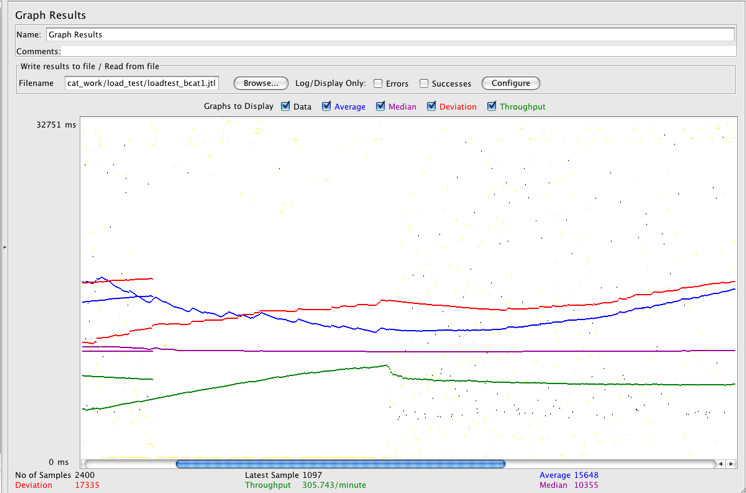 Graph Results
Name: Graph Results
Comments:
Write results to file / Read from file
Filename cat_work/load_test/loadtest_bcat1.jtl Browse... Log/Display Only: Errors Successes Configure
Graphs to Display Data Average Median Deviation Throughput
32751 ms
0 ms
No of Samples 2400 Latest Sample 1097 Average 15648
Deviation 17335 Throughput 305.743/minute Median 10355